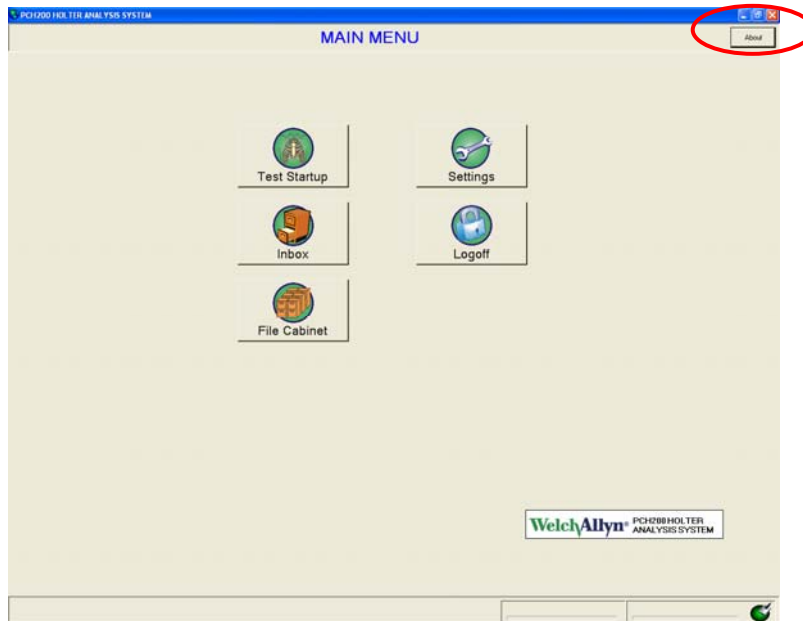 PCH200 HOLTER ANALYSIS SYSTEM
MAIN MENU
About
Test Startup
Settings
Inbox
Logoff
File Cabinet
WelchAllyn® PCH200 HOLTER
ANALYSIS SYSTEM